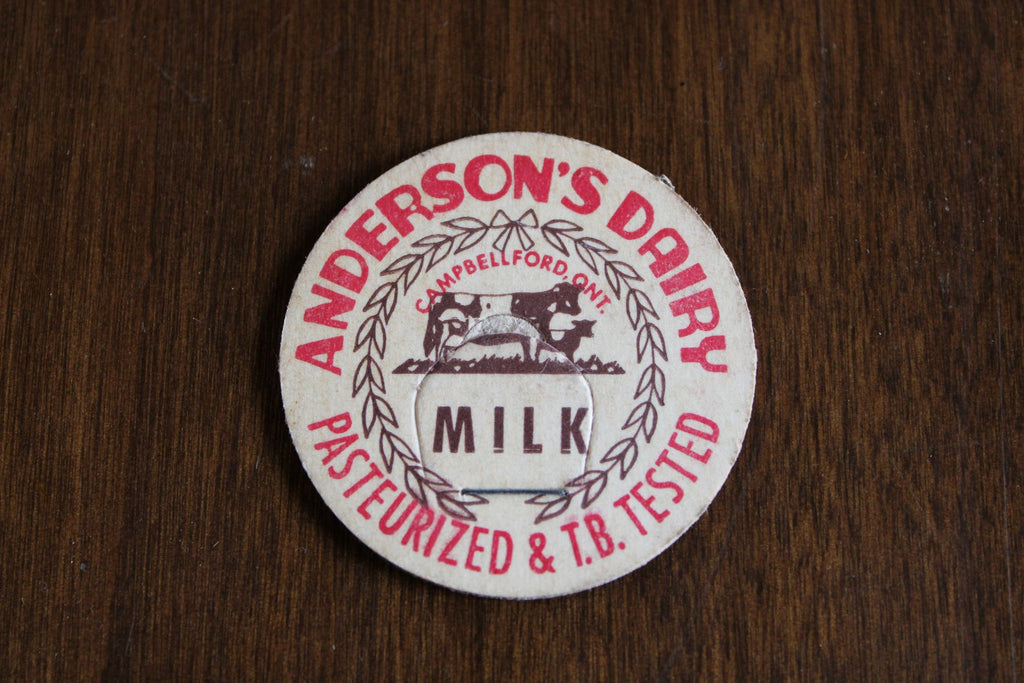 ANDERSON'S DAIRY
CAMPBELLFORD, ONT.
MILK
PASTEURIZED & T.B. TESTED